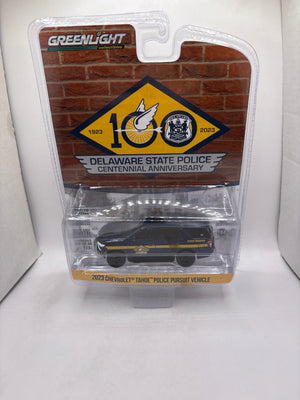 GREENLIGHT
1923
100
2023
DELAWARE STATE POLICE
CENTENNIAL ANNIVERSARY
2023 CHEVROLET® TAHOE® POLICE PURSUIT VEHICLE